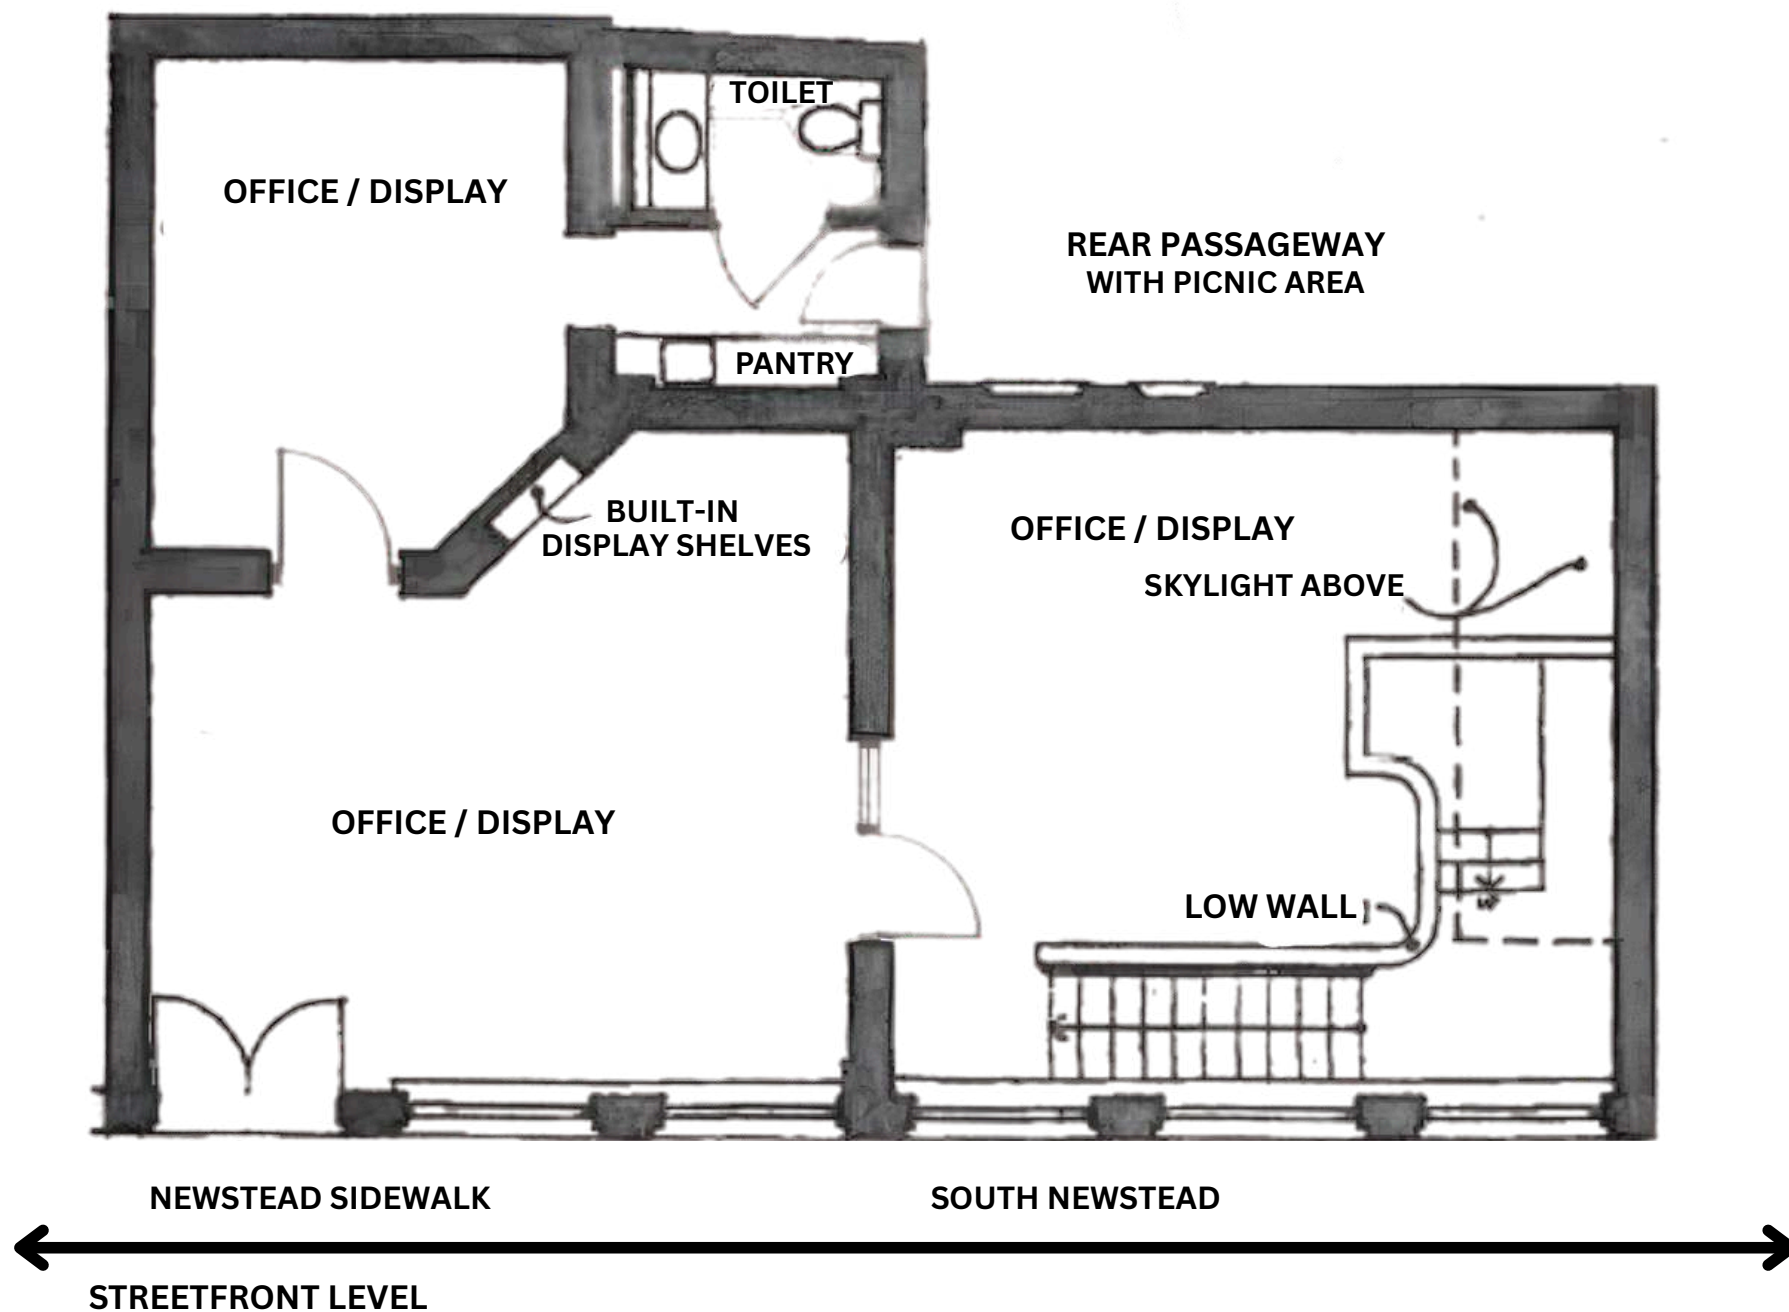 TOILET
OFFICE / DISPLAY
REAR PASSAGEWAY
WITH PICNIC AREA
PANTRY
BUILT-IN
DISPLAY SHELVES
OFFICE / DISPLAY
SKYLIGHT ABOVE
OFFICE / DISPLAY
LOW WALL
NEWSTEAD SIDEWALK
SOUTH NEWSTEAD
STREETFRONT LEVEL